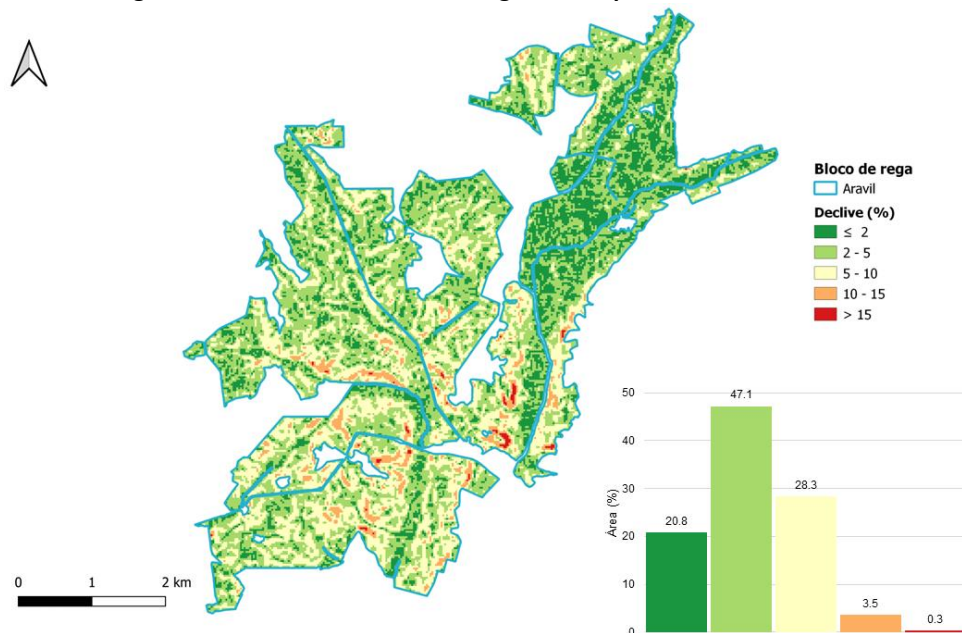 Bloco de rega
Aravil
Declive (%)
≤ 2
2 - 5
5 - 10
10 - 15
> 15
0 1 2 km
Área (%)
50
40
30
20
10
0
20.8
47.1
28.3
3.5
0.3